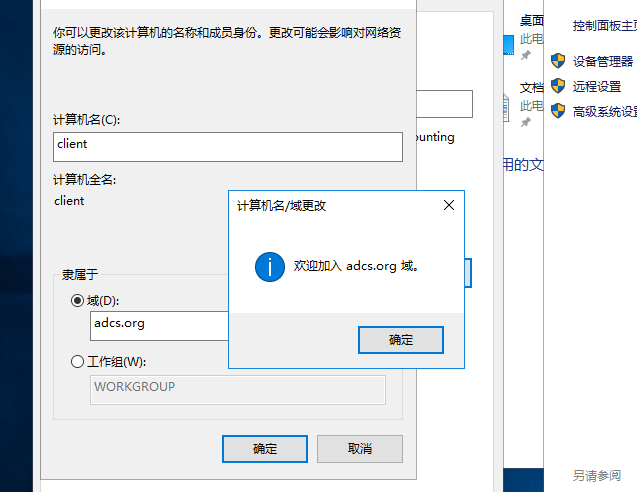 你可以更改该计算机的名称和成员身份。更改可能会影响对网络资
源的访问。
计算机名(C):
client
计算机全名:
client
隶属于
域(D):
adcs.org
工作组(W):
WORKGROUP
确定
取消
计算机名/域更改
欢迎加入 adcs.org 域。
确定
ounting
桌面
此电
文档
此电
用的文
控制面板主页
设备管理器
远程设置
高级系统设置
另请参阅